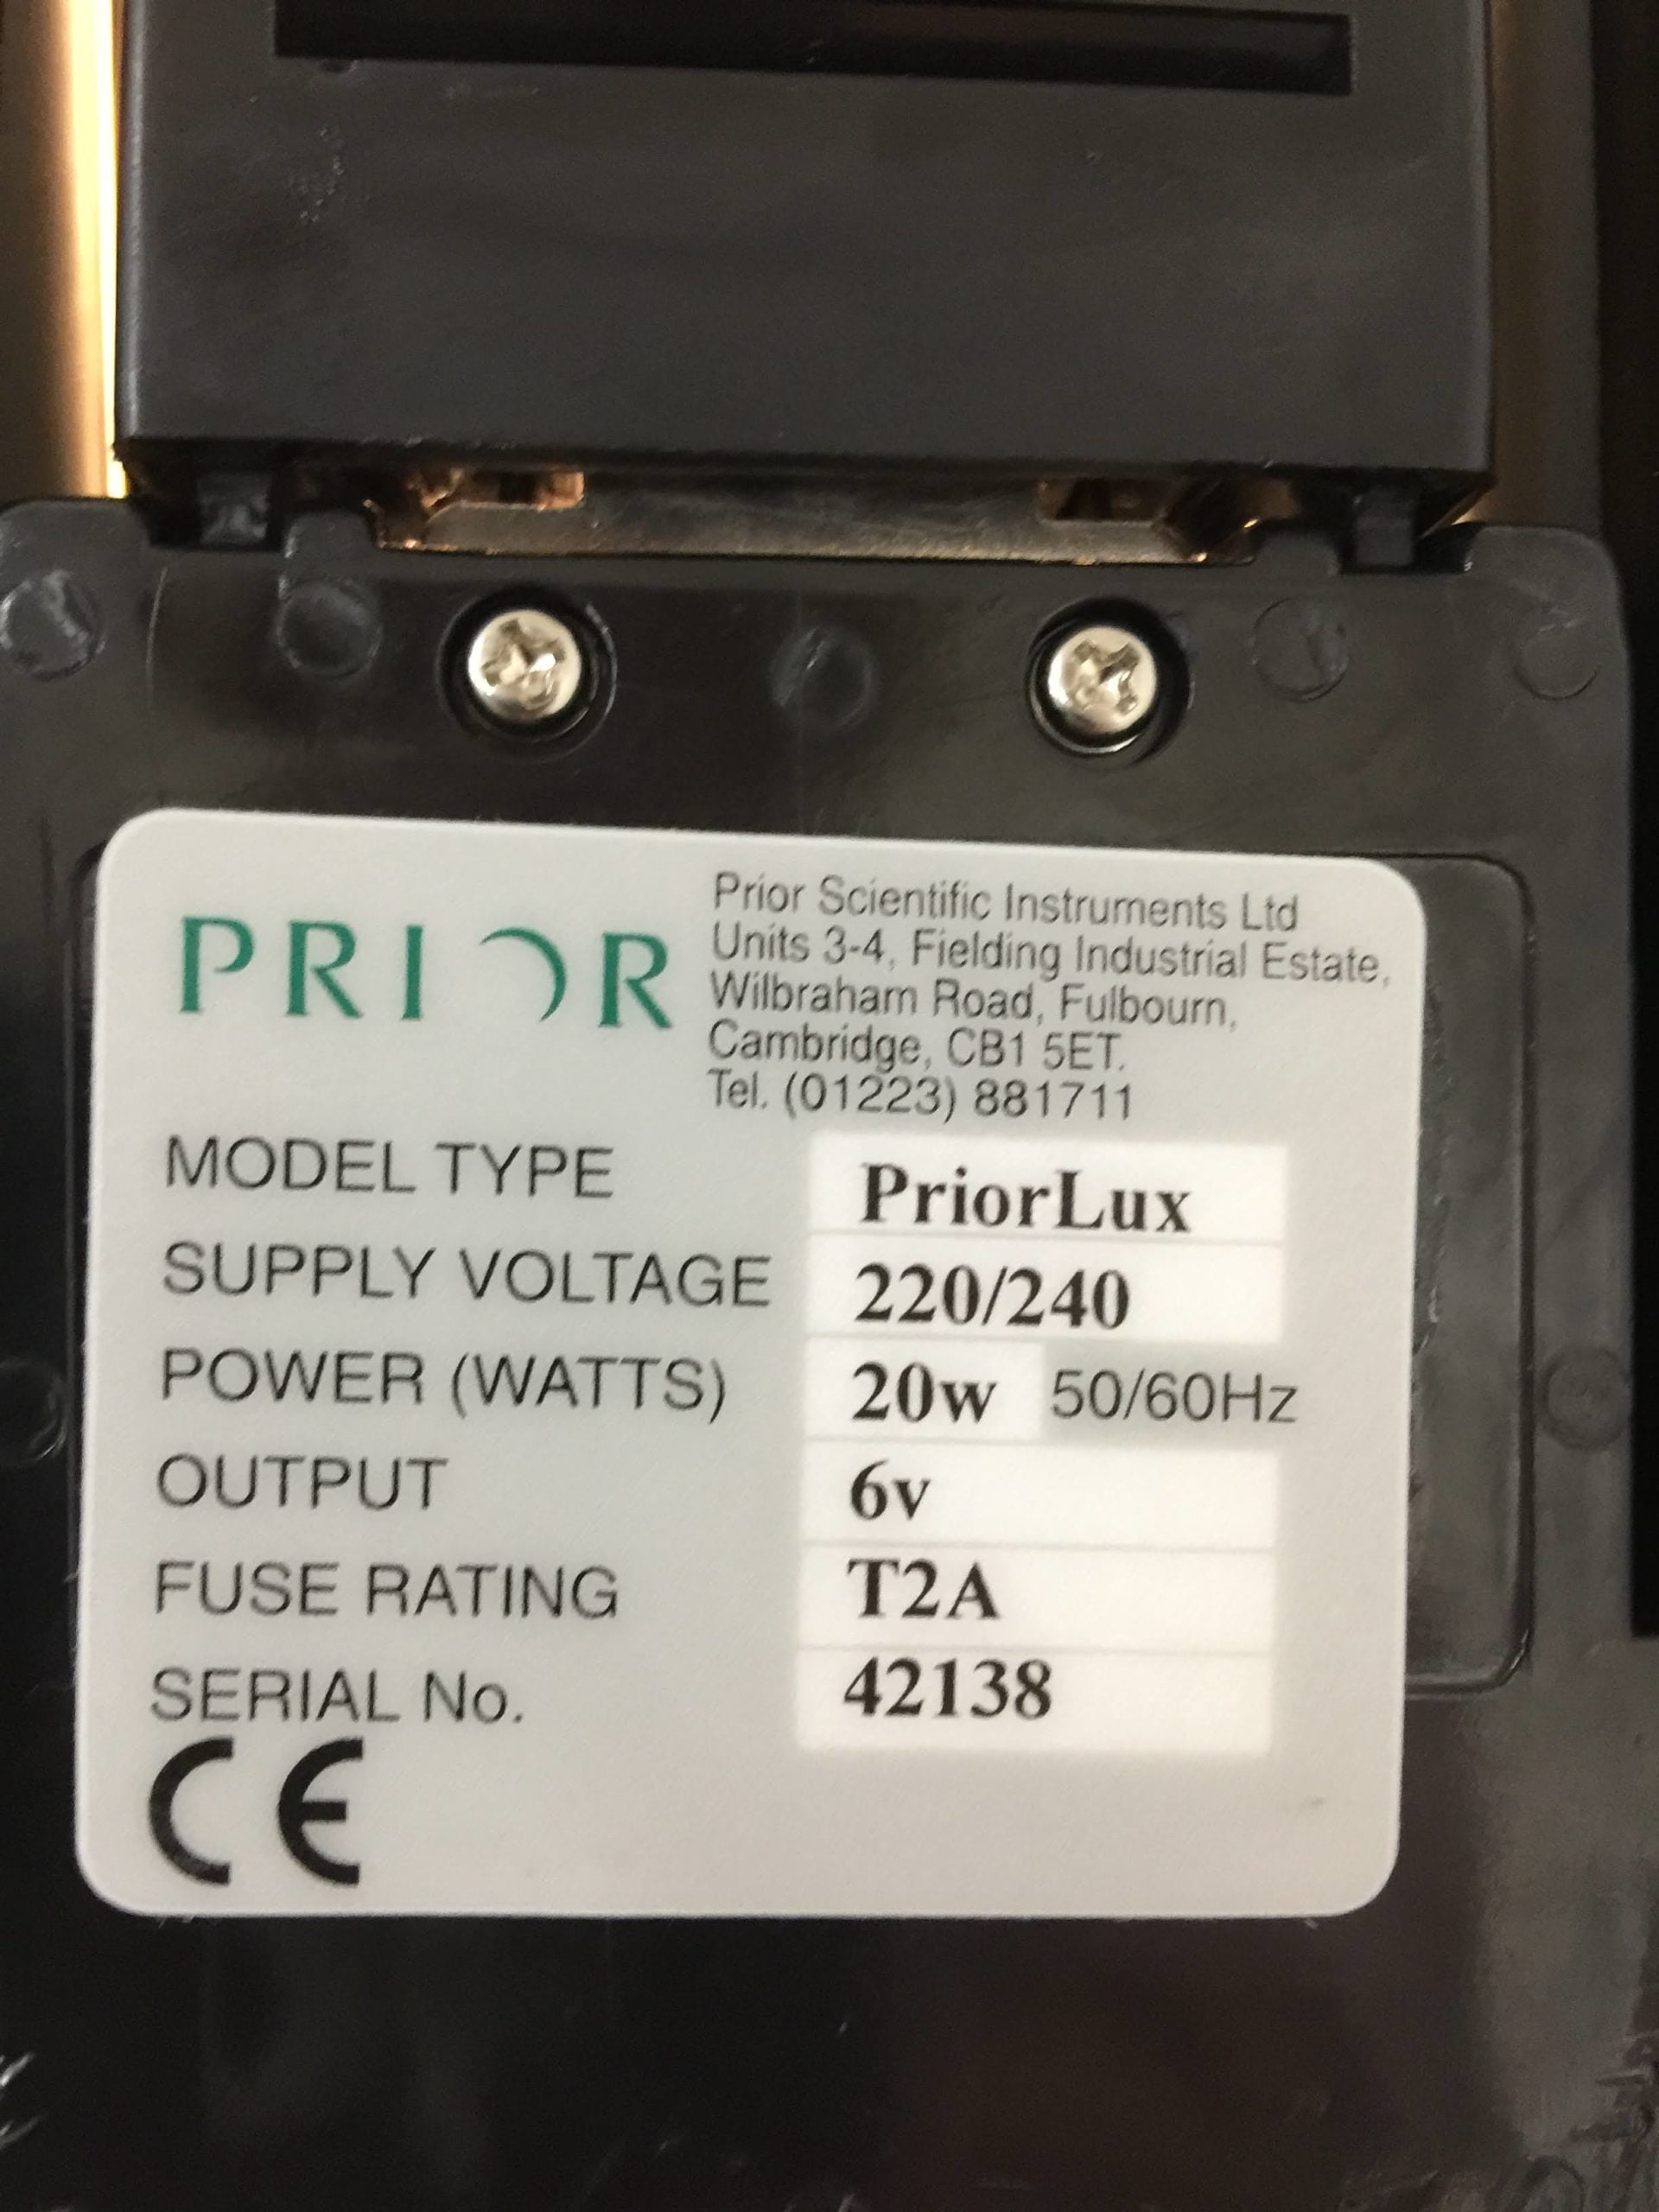 PRIOR
Prior Scientific Instruments Ltd
Units 3-4, Fielding Industrial Estate,
Wilbraham Road, Fulbourn,
Cambridge, CB1 5ET.
Tel. (01223) 881711
MODEL TYPE PriorLux
SUPPLY VOLTAGE 220/240
POWER (WATTS) 20w 50/60Hz
OUTPUT 6v
FUSE RATING T2A
SERIAL No. 42138
CE